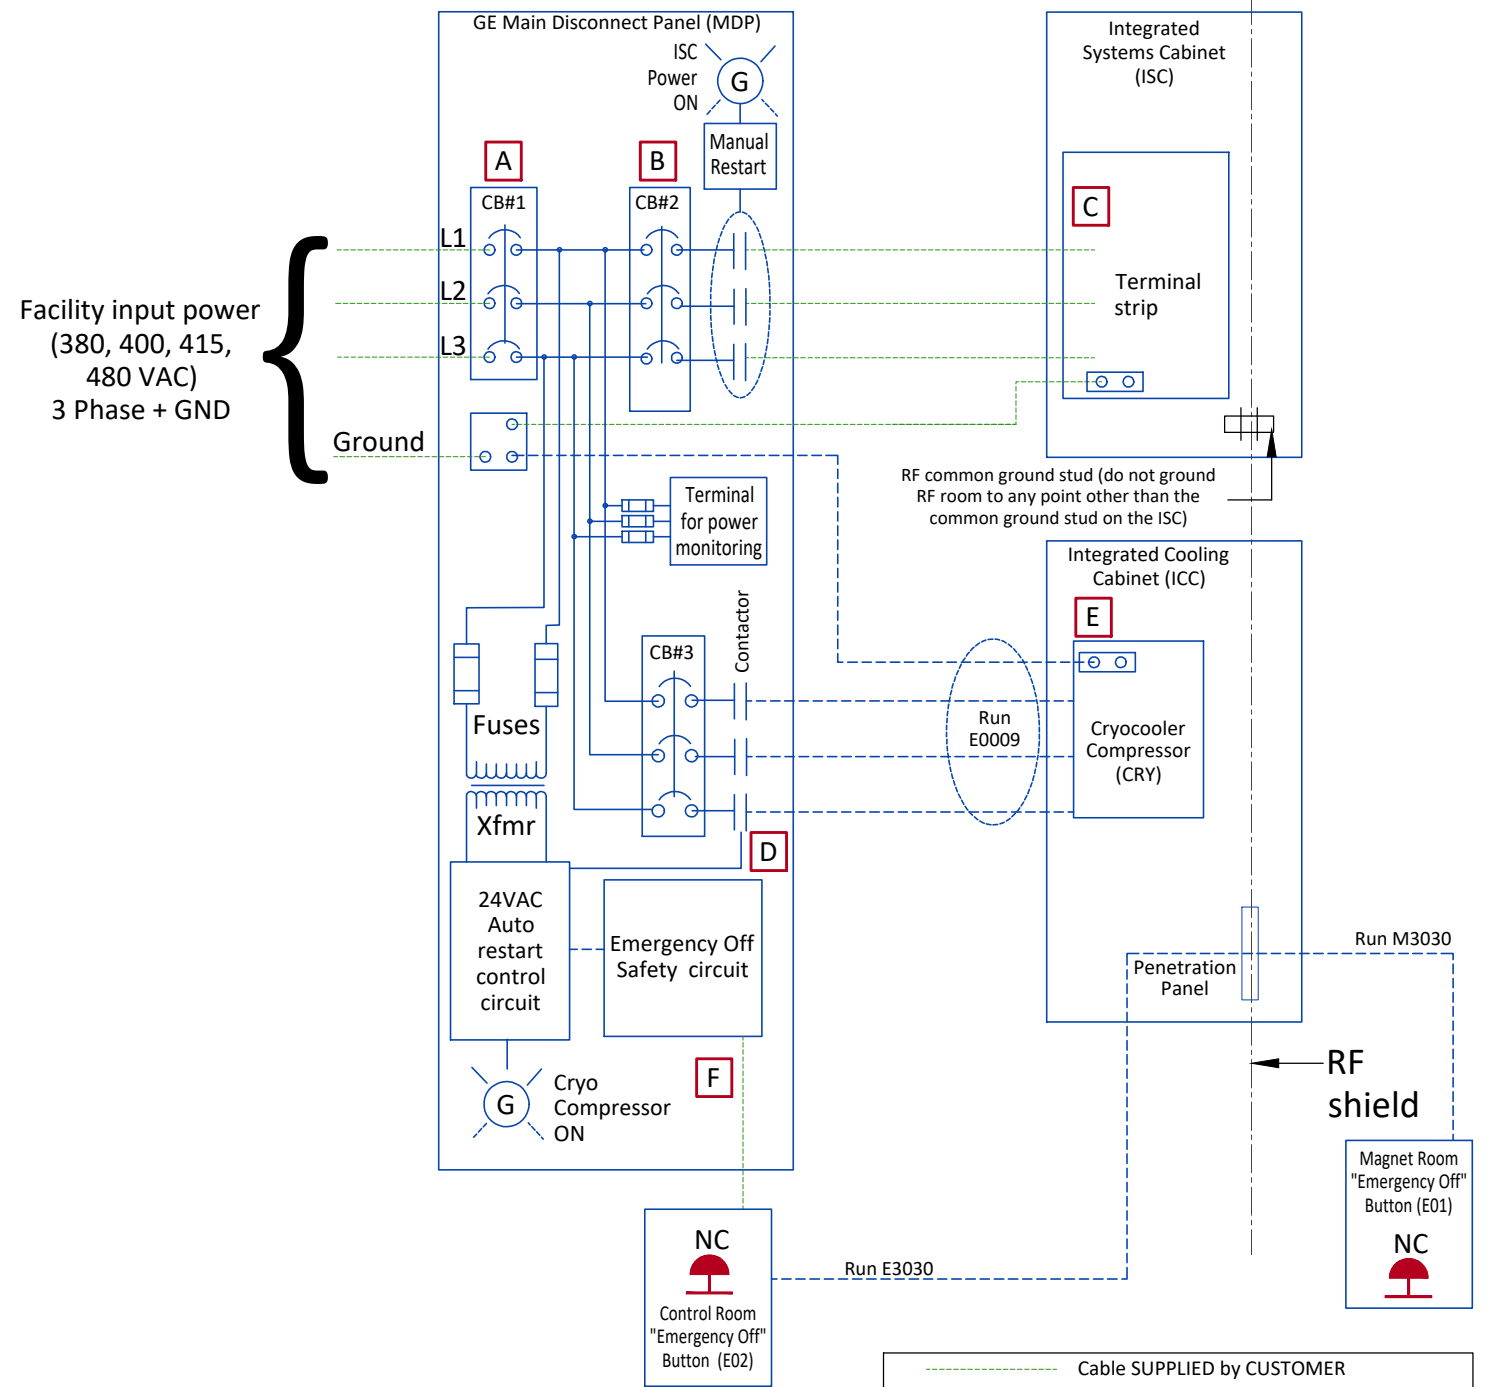 GE Main Disconnect Panel (MDP)
ISC
Power
ON
G
Manual
Restart
A
B
CB#1
CB#2
L1
L2
L3
Facility input power
(380, 400, 415,
480 VAC)
3 Phase + GND
Ground
Terminal
for power
monitoring
Fuses
Xfmr
CB#3
Contactor
D
24VAC
Auto
restart
control
circuit
Emergency Off
Safety circuit
F
G
Cryo
Compressor
ON
Integrated
Systems Cabinet
(ISC)
C
Terminal
strip
RF common ground stud (do not ground
RF room to any point other than the
common ground stud on the ISC)
Integrated Cooling
Cabinet (ICC)
E
Run
E0009
Cryocooler
Compressor
(CRY)
Penetration
Panel
Run M3030
RF
shield
Magnet Room
"Emergency Off"
Button (E01)
NC
NC
Control Room
"Emergency Off"
Button (E02)
Run E3030
Cable SUPPLIED by CUSTOMER